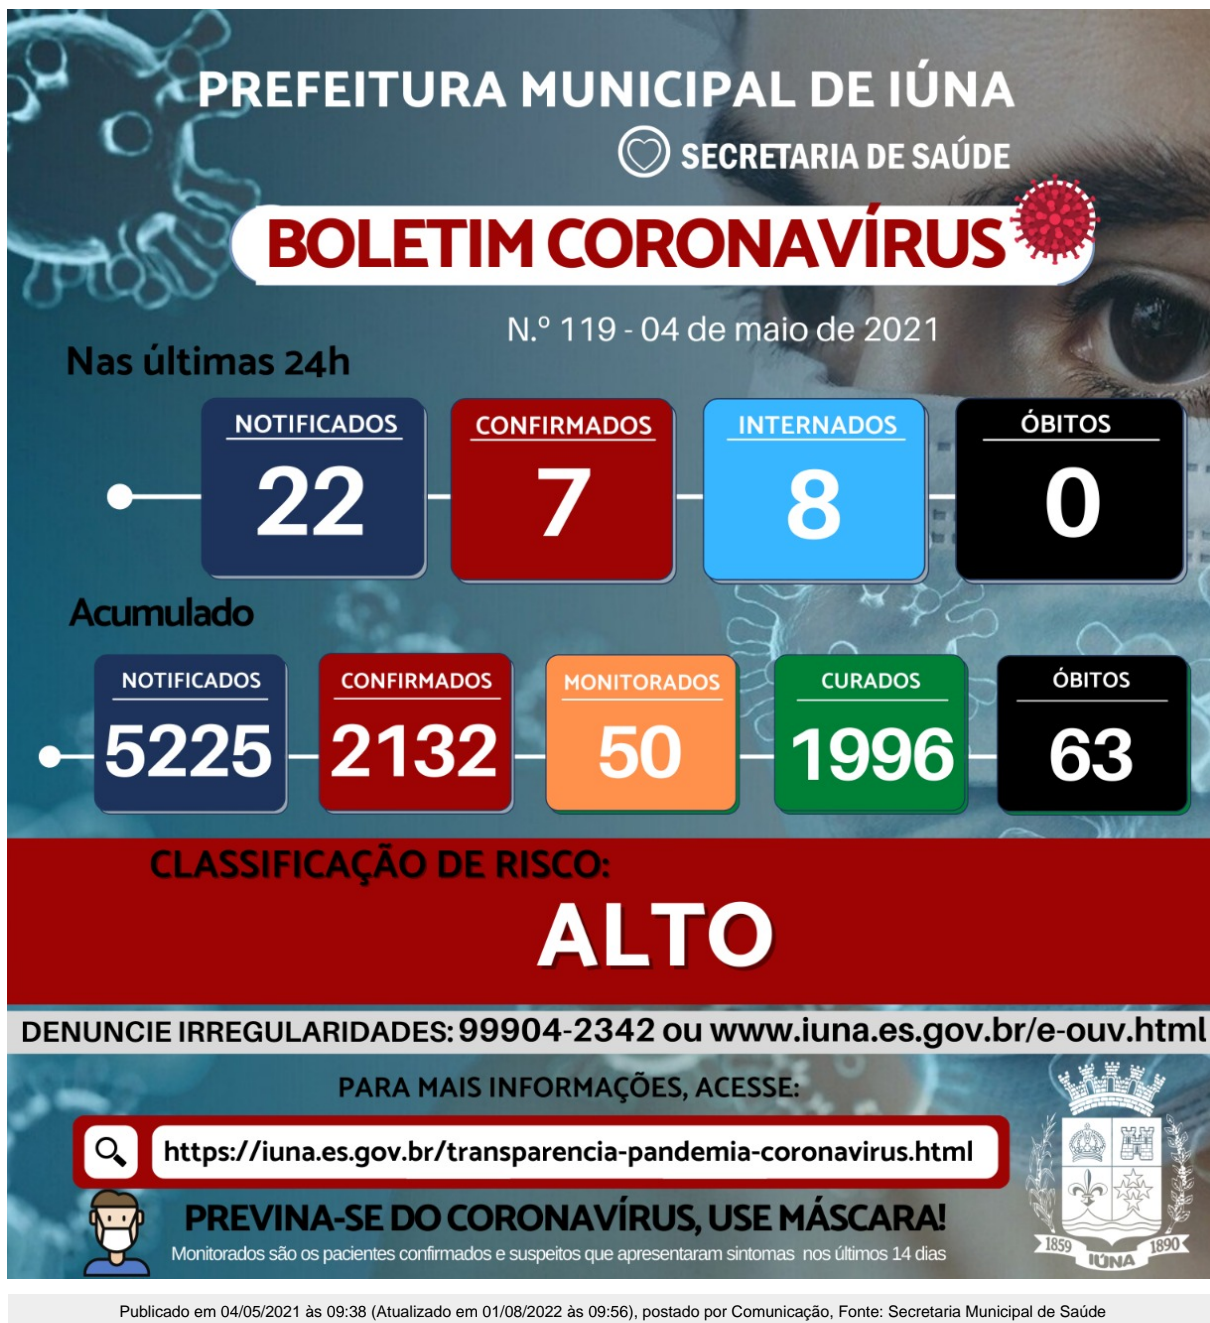 PREFEITURA MUNICIPAL DE IÚNA
SECRETARIA DE SAÚDE
BOLETIM CORONAVÍRUS
N.º 119 - 04 de maio de 2021
Nas últimas 24h
NOTIFICADOS CONFIRMADOS INTERNADOS ÓBITOS
22 7 8 0
Acumulado
NOTIFICADOS CONFIRMADOS MONITORADOS CURADOS ÓBITOS
5225 2132 50 1996 63
CLASSIFICAÇÃO DE RISCO:
ALTO
DENUNCIE IRREGULARIDADES: 99904-2342 ou www.iuna.es.gov.br/e-ouv.html
PARA MAIS INFORMAÇÕES, ACESSE:
https://iuna.es.gov.br/transparencia-pandemia-coronavirus.html
PREVINA-SE DO CORONAVÍRUS, USE MÁSCARA!
Monitorados são os pacientes confirmados e suspeitos que apresentaram sintomas nos últimos 14 dias
1859 IÚNA 1890
Publicado em 04/05/2021 às 09:38 (Atualizado em 01/08/2022 às 09:56), postado por Comunicação, Fonte: Secretaria Municipal de Saúde